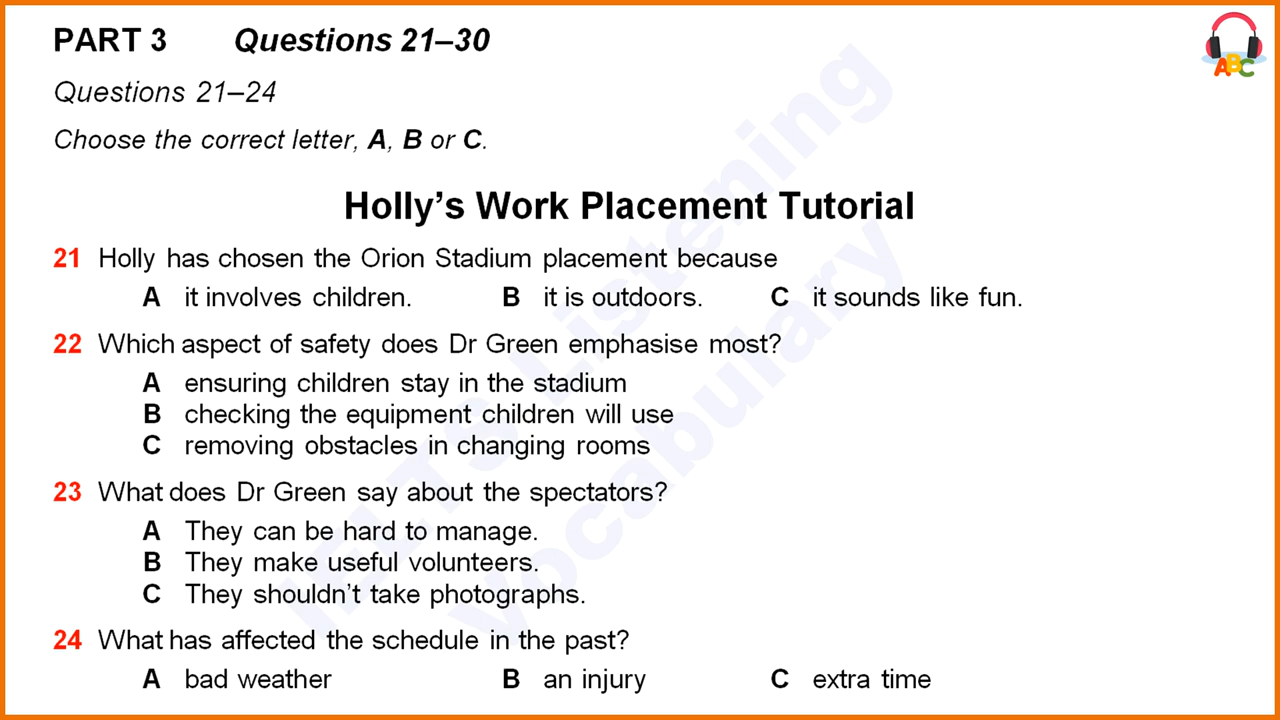 PART 3 Questions 21–30
ABC
Questions 21–24
Choose the correct letter, A, B or C.
Holly’s Work Placement Tutorial
21 Holly has chosen the Orion Stadium placement because
A it involves children. B it is outdoors. C it sounds like fun.
22 Which aspect of safety does Dr Green emphasise most?
A ensuring children stay in the stadium
B checking the equipment children will use
C removing obstacles in changing rooms
23 What does Dr Green say about the spectators?
A They can be hard to manage.
B They make useful volunteers.
C They shouldn’t take photographs.
24 What has affected the schedule in the past?
A bad weather B an injury C extra time
IELTS Listening
Vocabulary